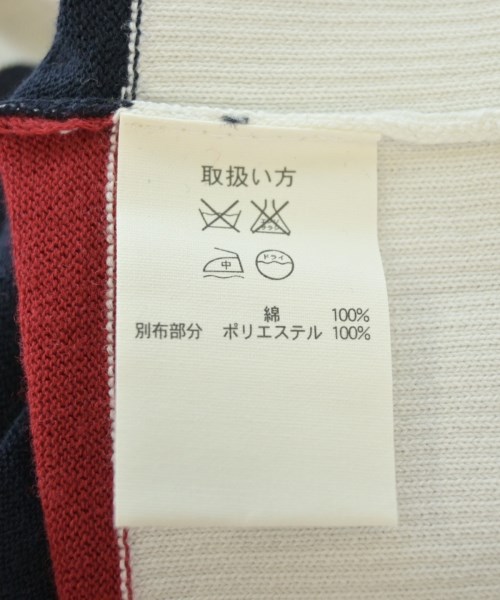 取扱い方
中 ドライ
綿 100%
別布部分 ポリエステル 100%